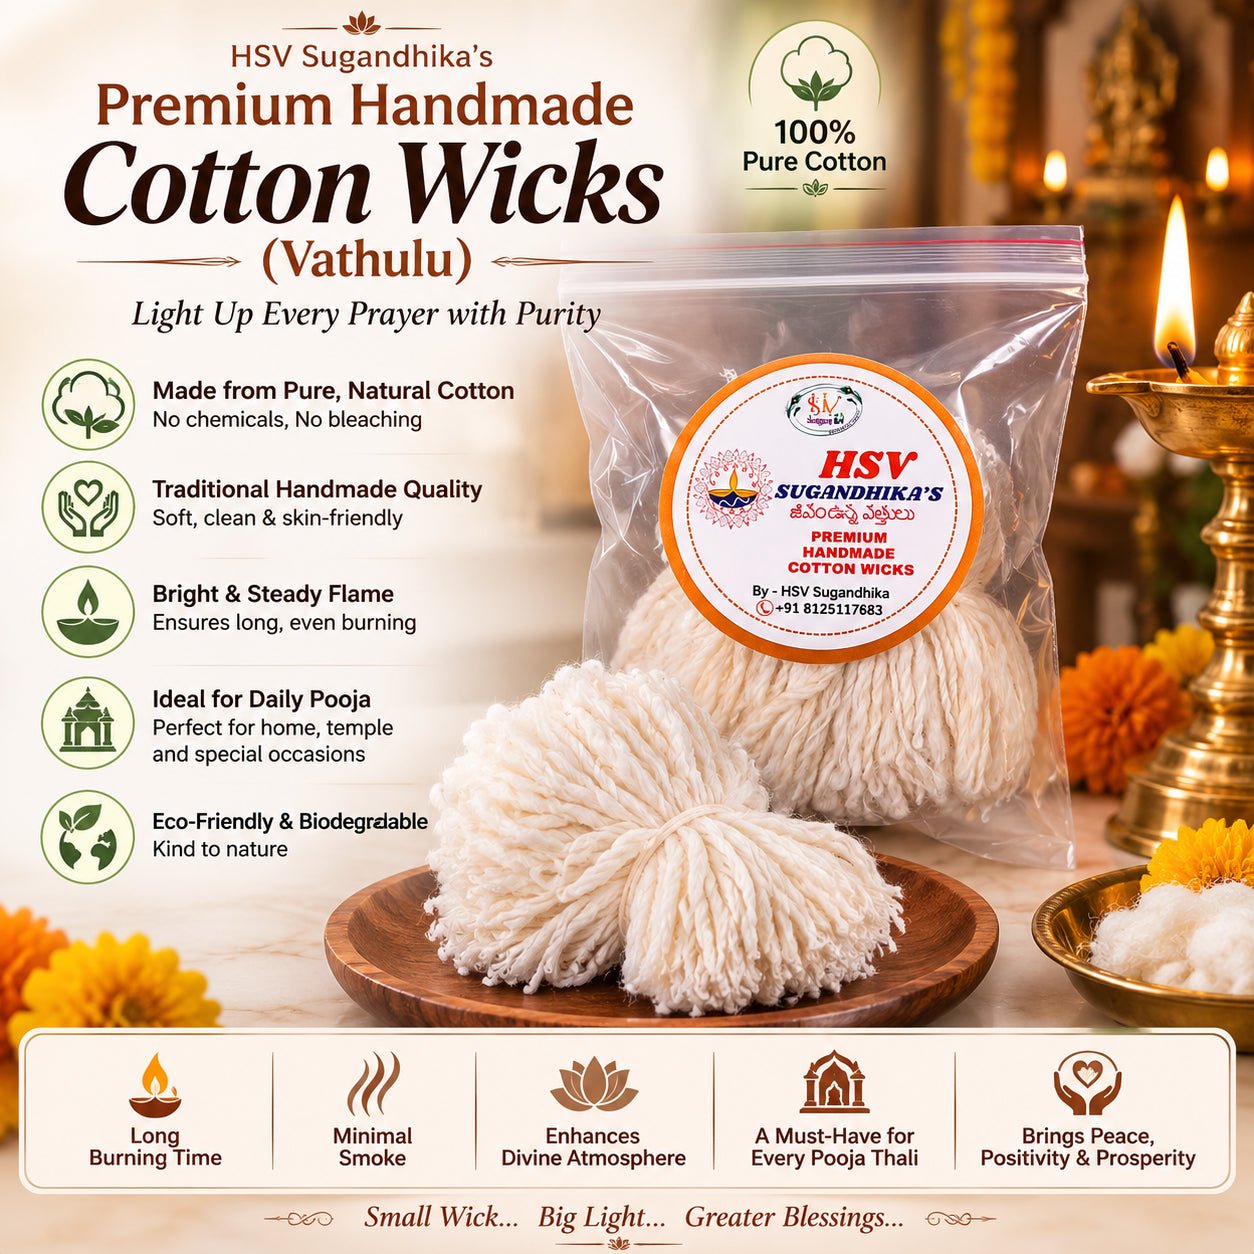 HSV Sugandhika's
Premium Handmade
Cotton Wicks
(Vathulu)
Light Up Every Prayer with Purity
100%
Pure Cotton
Made from Pure, Natural Cotton
No chemicals, No bleaching
Traditional Handmade Quality
Soft, clean & skin-friendly
Bright & Steady Flame
Ensures long, even burning
Ideal for Daily Pooja
Perfect for home, temple
and special occasions
Eco-Friendly & Biodegradable
Kind to nature
HSV
SUGANDHIKA'S
జీవం ఉన్న వత్తులు
PREMIUM
HANDMADE
COTTON WICKS
By - HSV Sugandhika
+91 8125117683
Long
Burning Time
Minimal
Smoke
Enhances
Divine Atmosphere
A Must-Have for
Every Pooja Thali
Brings Peace,
Positivity & Prosperity
Small Wick... Big Light... Greater Blessings...